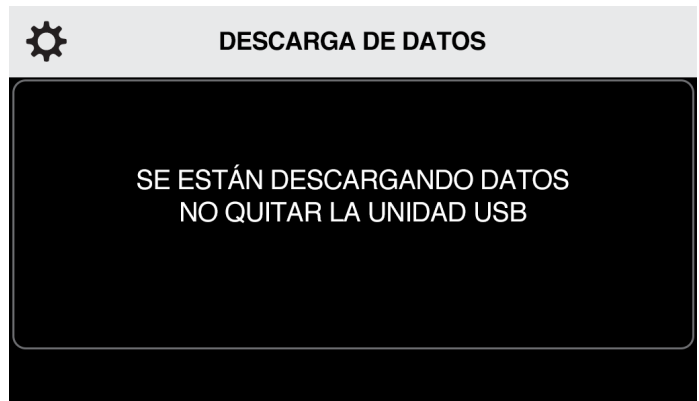 DESCARGA DE DATOS
SE ESTÁN DESCARGANDO DATOS
NO QUITAR LA UNIDAD USB